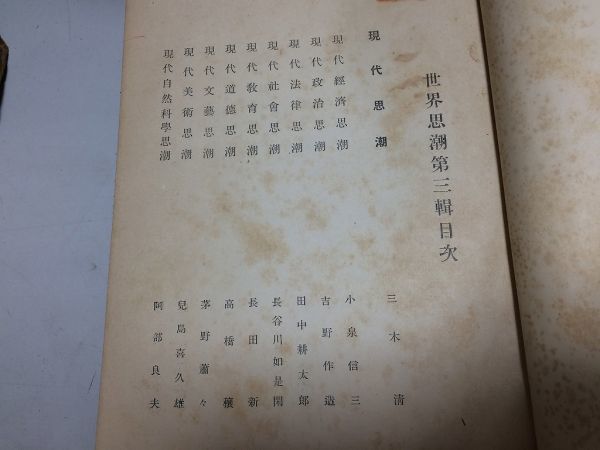 世界思潮第三輯目次
現代思潮 三木清
現代經濟思潮 小泉信三
現代政治思潮 吉野作造
現代法律思潮 田中耕太郎
現代社會思潮 長谷川如是閑
現代教育思潮 長田新
現代道德思潮 高橋穰
現代文藝思潮 茅野蕭々
現代美術思潮 兒島喜久雄
現代自然科學思潮 阿部良夫